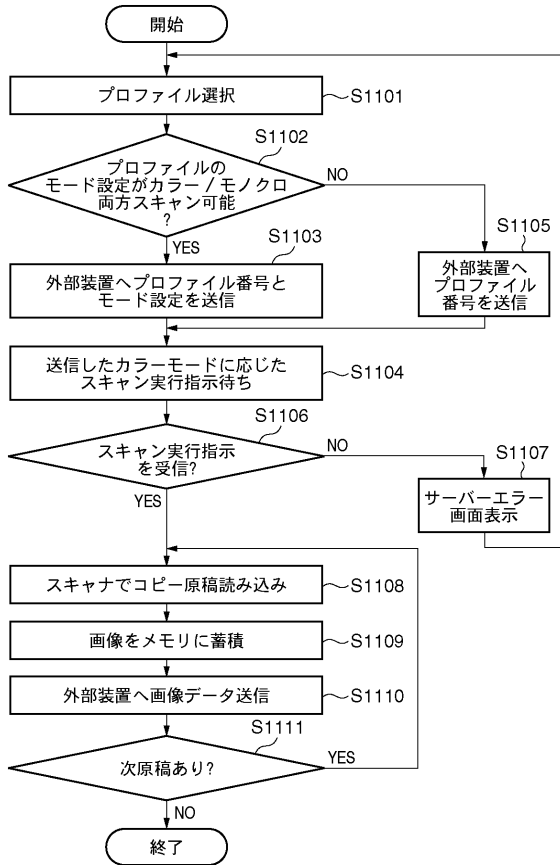 開始
プロファイル選択
S1101
S1102
プロファイルの
モード設定がカラー/モノクロ
両方スキャン可能
?
NO
YES
S1103
外部装置へプロファイル番号と
モード設定を送信
S1105
外部装置へ
プロファイル
番号を送信
送信したカラーモードに応じた
スキャン実行指示待ち
S1104
S1106
スキャン実行指示
を受信?
NO
YES
S1107
サーバーエラー
画面表示
スキャナでコピー原稿読み込み
S1108
画像をメモリに蓄積
S1109
外部装置へ画像データ送信
S1110
S1111
次原稿あり?
YES
NO
終了